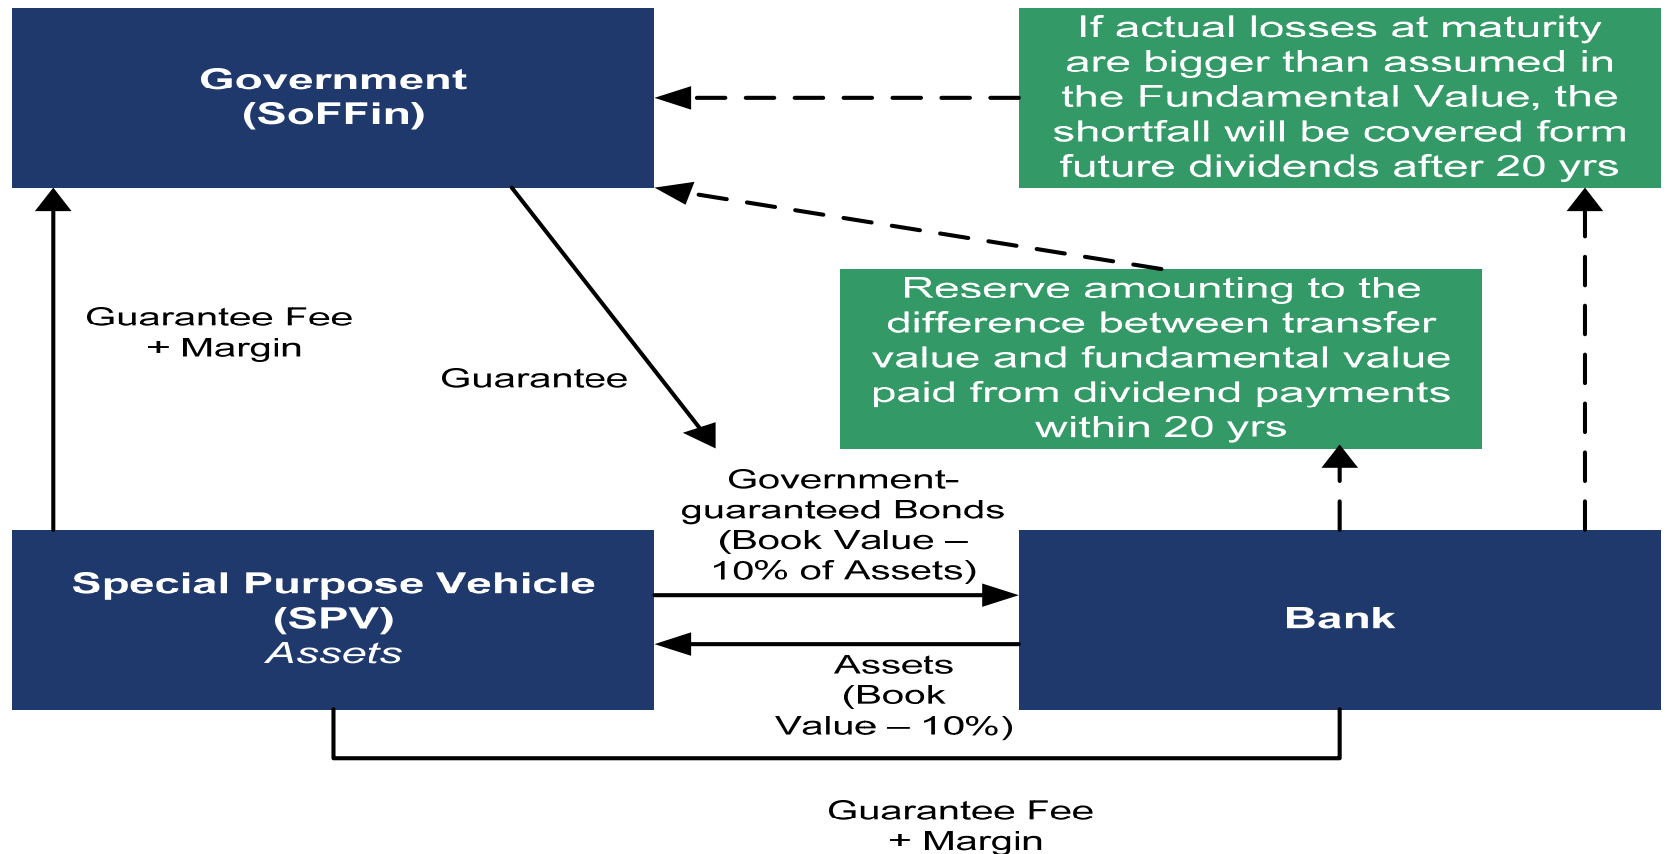 Government
(SoFFin)
If actual losses at maturity
are bigger than assumed in
the Fundamental Value, the
shortfall will be covered form
future dividends after 20 yrs
Reserve amounting to the
difference between transfer
value and fundamental value
paid from dividend payments
within 20 yrs
Guarantee Fee
+ Margin
Guarantee
Government-
guaranteed Bonds
(Book Value –
10% of Assets)
Special Purpose Vehicle
(SPV)
Assets
Bank
Assets
(Book
Value – 10%)
Guarantee Fee
+ Margin